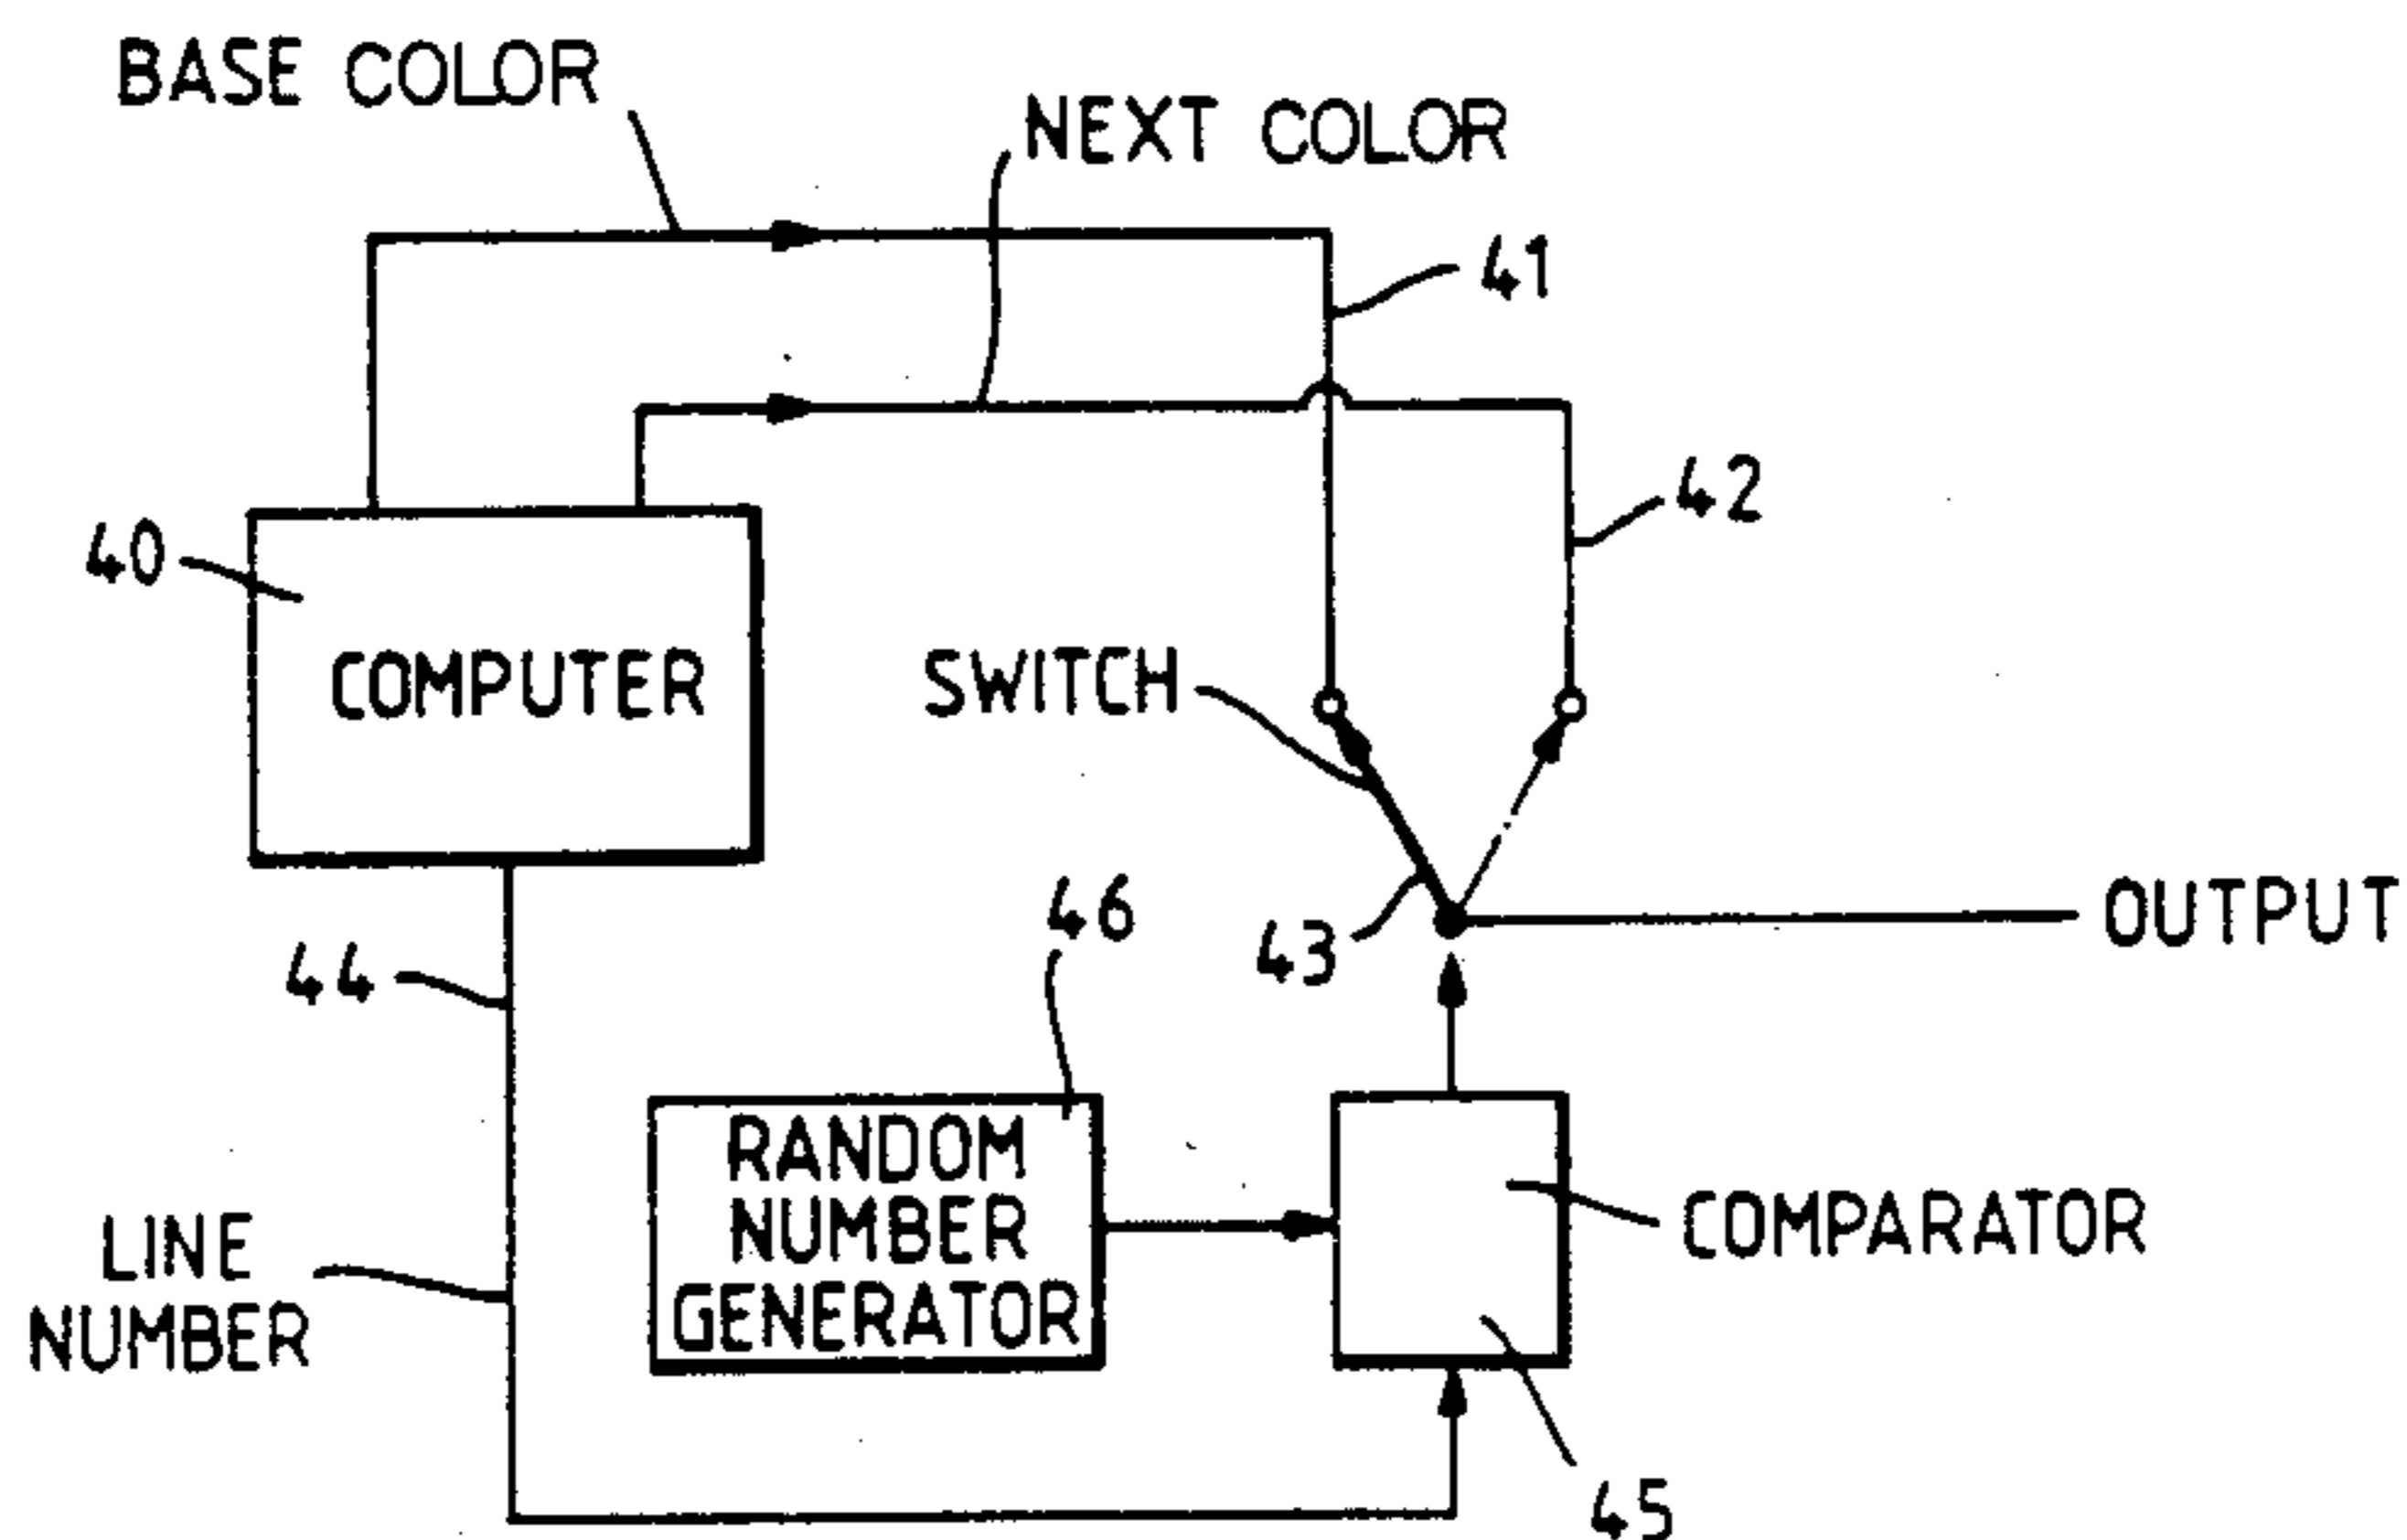 BASE COLOR
NEXT COLOR
41
42
40
COMPUTER
SWITCH
46
43
OUTPUT
44
RANDOM
NUMBER
GENERATOR
COMPARATOR
LINE
NUMBER
45